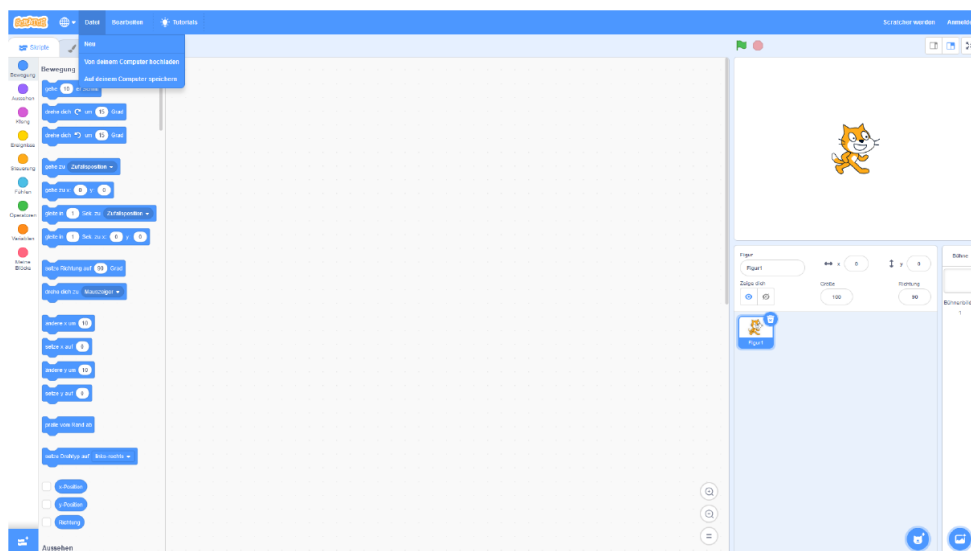 SCRATCH Datei Bearbeiten Tutorials Scratcher werden
Skripte
Neu
Von deinem Computer hochladen
Auf deinem Computer speichern
Bewegung
Aussehen
Klang
Ereignisse
Steuerung
Fühlen
Operatoren
Variablen
Meine
Blöcke
Bewegung
gehe 10
drehe dich um 15 Grad
drehe dich um 15 Grad
gehe zu Zufallsposition
gehe zu x: 0 y: 0
gleite in 1 Sek. zu Zufallsposition
gleite in 1 Sek. zu x: 0 y: 0
setze Richtung auf 90 Grad
drehe dich zu Mauszeiger
ändere x um 10
setze x auf 0
ändere y um 10
setze y auf 0
pralle vom Rand ab
setze Drehtyp auf links-rechts
x-Position
y-Position
Richtung
Aussehen
Figur
Figur1 x 0 y 0
Zeige dich Größe Richtung
100 90
Figur1
Bühne
1